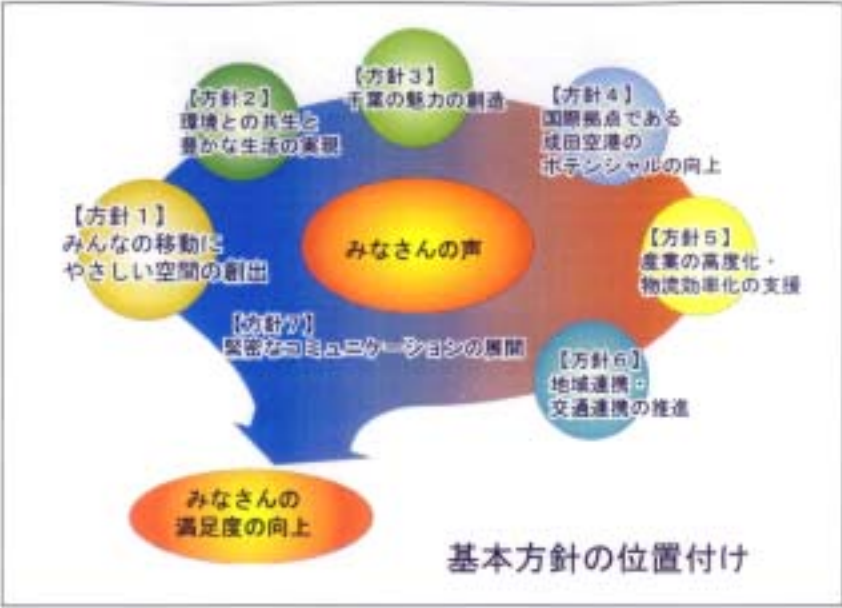 【方針1】
みんなの移動に
やさしい空間の創出
【方針2】
環境との共生と
豊かな生活の実現
【方針3】
千葉の魅力の創造
【方針4】
国際拠点である
成田空港の
ポテンシャルの向上
【方針5】
産業の高度化・
物流効率化の支援
【方針6】
地域連携・
交通連携の推進
【方針7】
緊密なコミュニケーションの展開
みなさんの声
みなさんの
満足度の向上
基本方針の位置付け